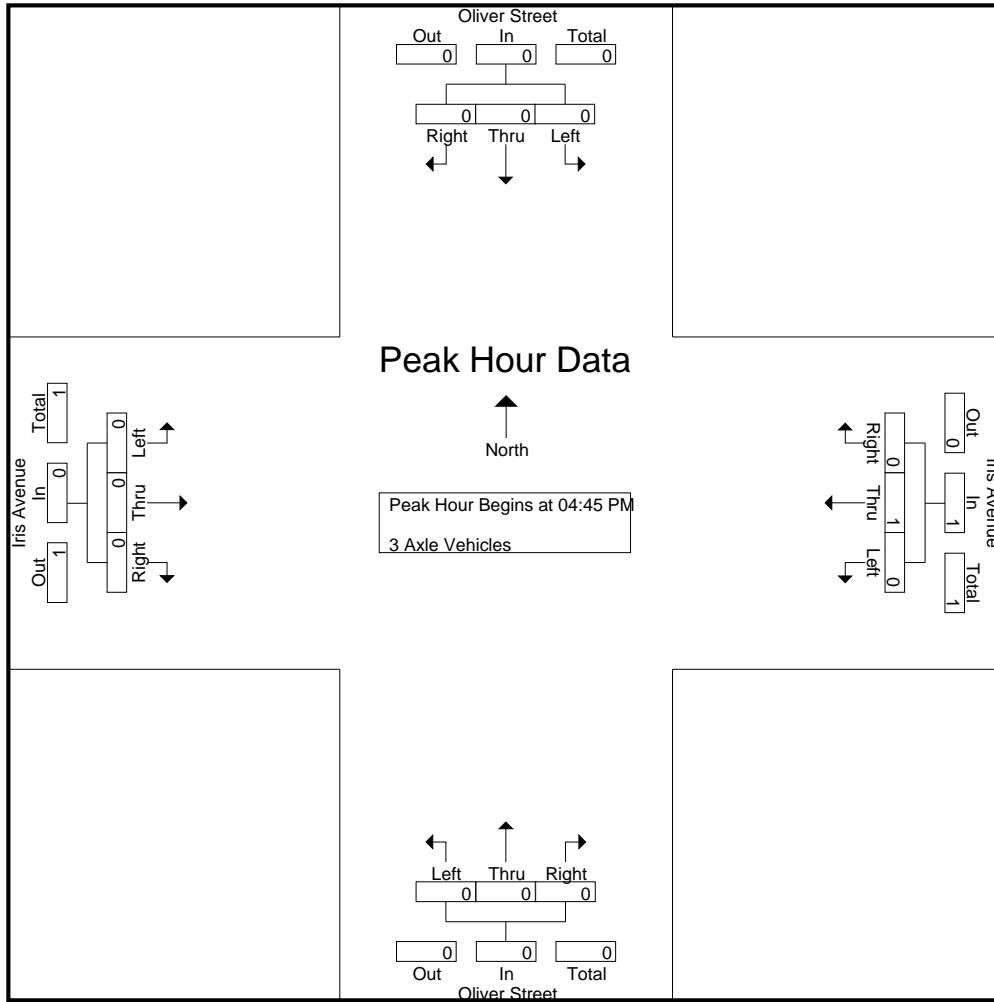 Oliver Street
Out In Total
0 0 0
0 0 0
Right Thru Left
Peak Hour Data
North
Peak Hour Begins at 04:45 PM
3 Axle Vehicles
Iris Avenue
Total In Out
1 0 1
0 0 0
Left Thru Right
Iris Avenue
Out In Total
0 1 1
0 1 0
Right Thru Left
Left Thru Right
0 0 0
0 0 0
Out In Total
Oliver Street